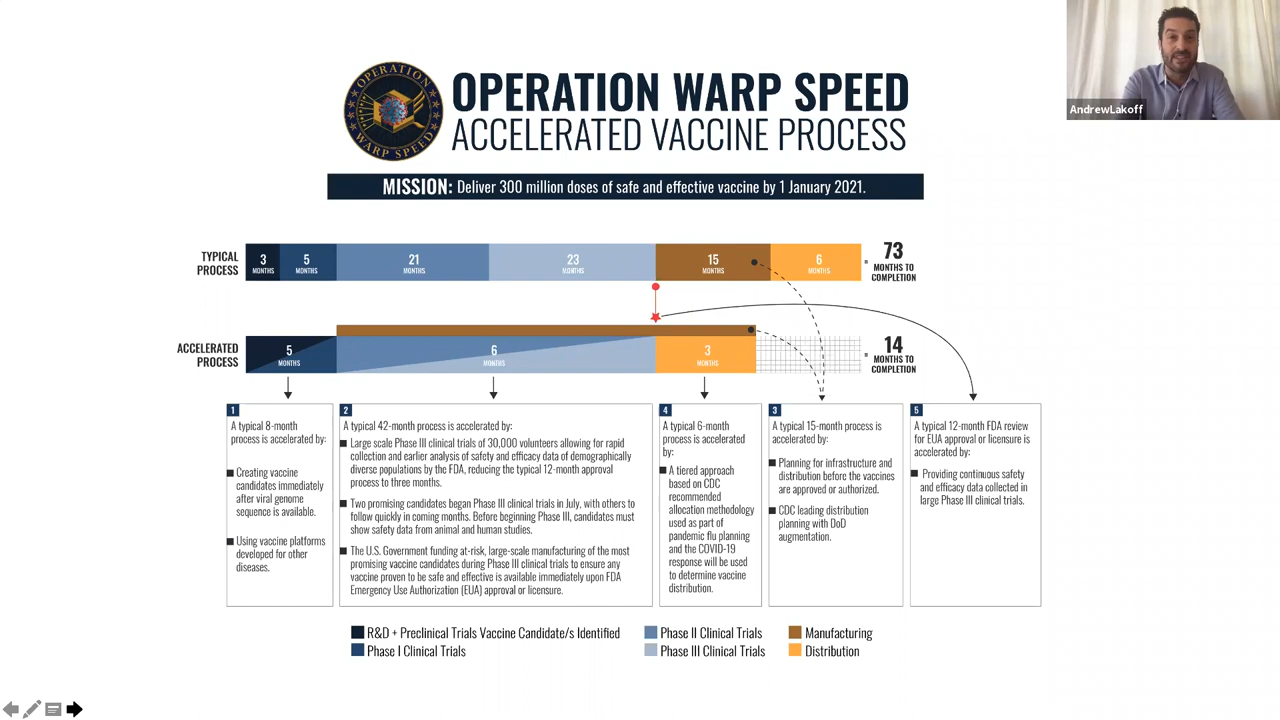 AndrewLakoff
OPERATION
WARP SPEED
OPERATION WARP SPEED
ACCELERATED VACCINE PROCESS
MISSION: Deliver 300 million doses of safe and effective vaccine by 1 January 2021.
TYPICAL
PROCESS
3
MONTHS
5
MONTHS
21
MONTHS
23
MONTHS
15
MONTHS
6
MONTHS
=
73
MONTHS TO
COMPLETION
ACCELERATED
PROCESS
5
MONTHS
6
MONTHS
3
MONTHS
=
14
MONTHS TO
COMPLETION
1
A typical 8-month
process is accelerated by:
Creating vaccine
candidates immediately
after viral genome
sequence is available.
Using vaccine platforms
developed for other
diseases.
2
A typical 42-month process is accelerated by:
Large scale Phase III clinical trials of 30,000 volunteers allowing for rapid
collection and earlier analysis of safety and efficacy data of demographically
diverse populations by the FDA, reducing the typical 12-month approval
process to three months.
Two promising candidates began Phase III clinical trials in July, with others to
follow quickly in coming months. Before beginning Phase III, candidates must
show safety data from animal and human studies.
The U.S. Government funding at-risk, large-scale manufacturing of the most
promising vaccine candidates during Phase III clinical trials to ensure any
vaccine proven to be safe and effective is available immediately upon FDA
Emergency Use Authorization (EUA) approval or licensure.
4
A typical 6-month
process is accelerated
by:
A tiered approach
based on CDC
recommended
allocation methodology
used as part of
pandemic flu planning
and the COVID-19
response will be used
to determine vaccine
distribution.
3
A typical 15-month process is
accelerated by:
Planning for infrastructure and
distribution before the vaccines
are approved or authorized.
CDC leading distribution
planning with DoD
augmentation.
5
A typical 12-month FDA review
for EUA approval or licensure is
accelerated by:
Providing continuous safety
and efficacy data collected in
large Phase III clinical trials.
R&D + Preclinical Trials Vaccine Candidate/s Identified
Phase I Clinical Trials
Phase II Clinical Trials
Phase III Clinical Trials
Manufacturing
Distribution